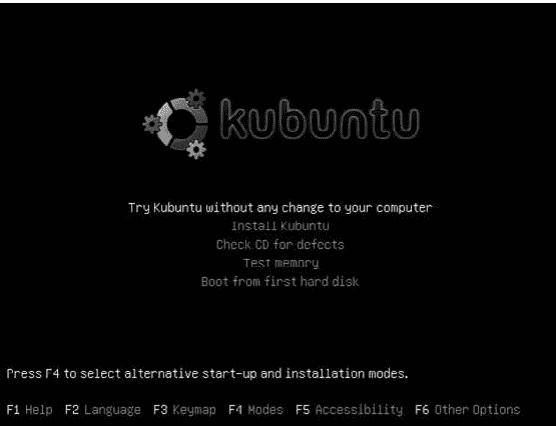 kubuntu
Try Kubuntu without any change to your computer
Install Kubuntu
Check CD for defects
Test memory
Boot from first hard disk
Press F4 to select alternative start-up and installation modes.
F1 Help F2 Language F3 Keymap F4 Modes F5 Accessibility F6 Other Options